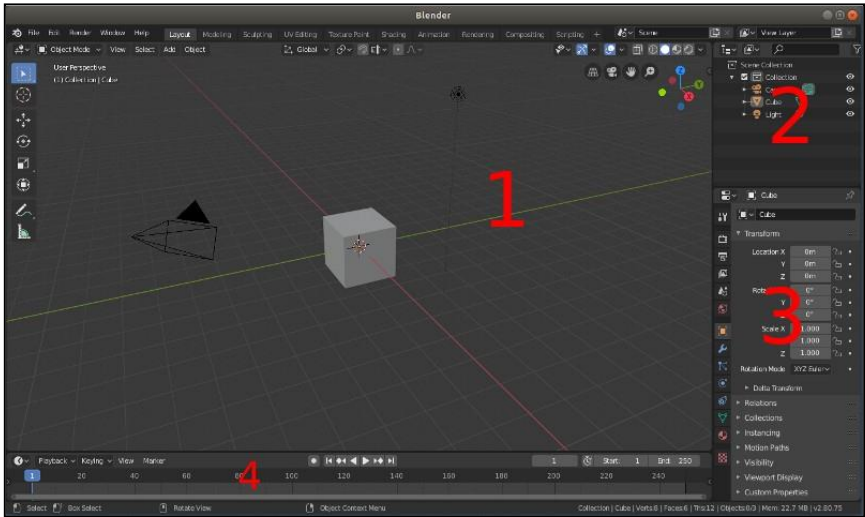 Blender
File Edit Render Window Help Layout Modeling Sculpting UV Editing Texture Paint Shading Animation Rendering Compositing Scripting + Scene View Layer
Object Mode View Select Add Object Global
User Perspective
(1) Collection | Cube
Scene Collection
Collection
Cube
Light
1
2
Cube
Cube
Transform
Location X 0m
Y 0m
Z 0m
0°
Y 0°
0°
3
Scale X 1.000
1.000
Z 1.000
Rotation Mode XYZ Euler
Delta Transform
Relations
Collections
Instancing
Motion Paths
Visibility
Viewport Display
Custom Properties
Playback Keying View Marker 1 Start: 1 End: 250
1 20 40 60 80 100 120 140 160 180 200 220 240
4
Select Box Select Rotate View Object Context Menu Collection | Cube | Verts:8 | Faces:6 | Tris:12 | Objects:0/3 | Mem: 22.7 MB | v2.80.75